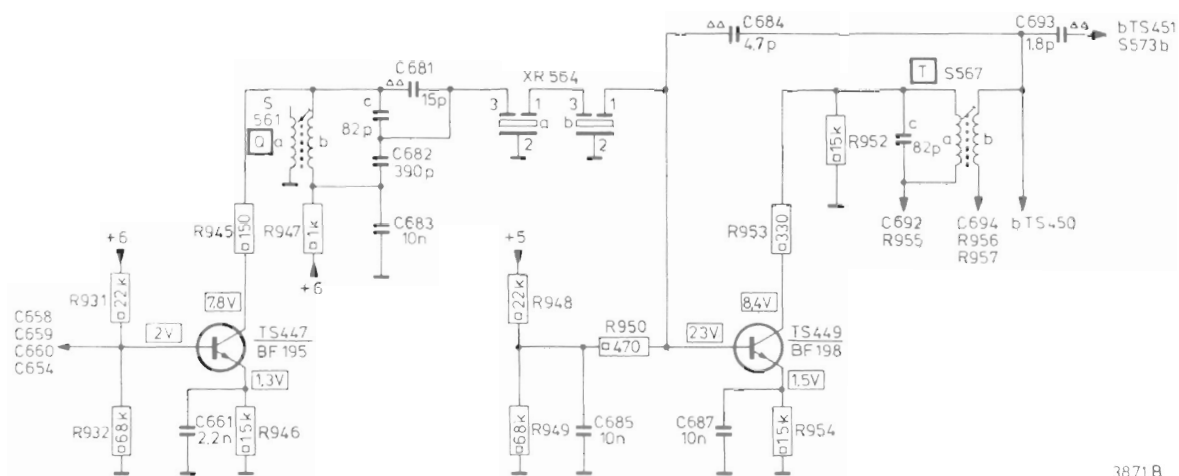 C684
4,7p
C693
1,8p
bTS451
S573b
C681
15p
XR 564
3
1
3
1
a
b
2
2
T
S567
S
561
Q
a
b
c
82p
C682
390p
C683
10n
R952
15k
c
82p
a
b
C692
R955
C694
R956
R957
bTS450
R945
150
R947
1k
+6
R953
330
+6
+5
R931
22k
7,8V
R948
22k
8,4V
C658
C659
C660
C654
2V
TS447
BF195
R950
470
TS449
BF198
1,3V
1,5V
R932
68k
C661
2.2n
15k
R946
68k
R949
C685
10n
C687
10n
15k
R954
3871B